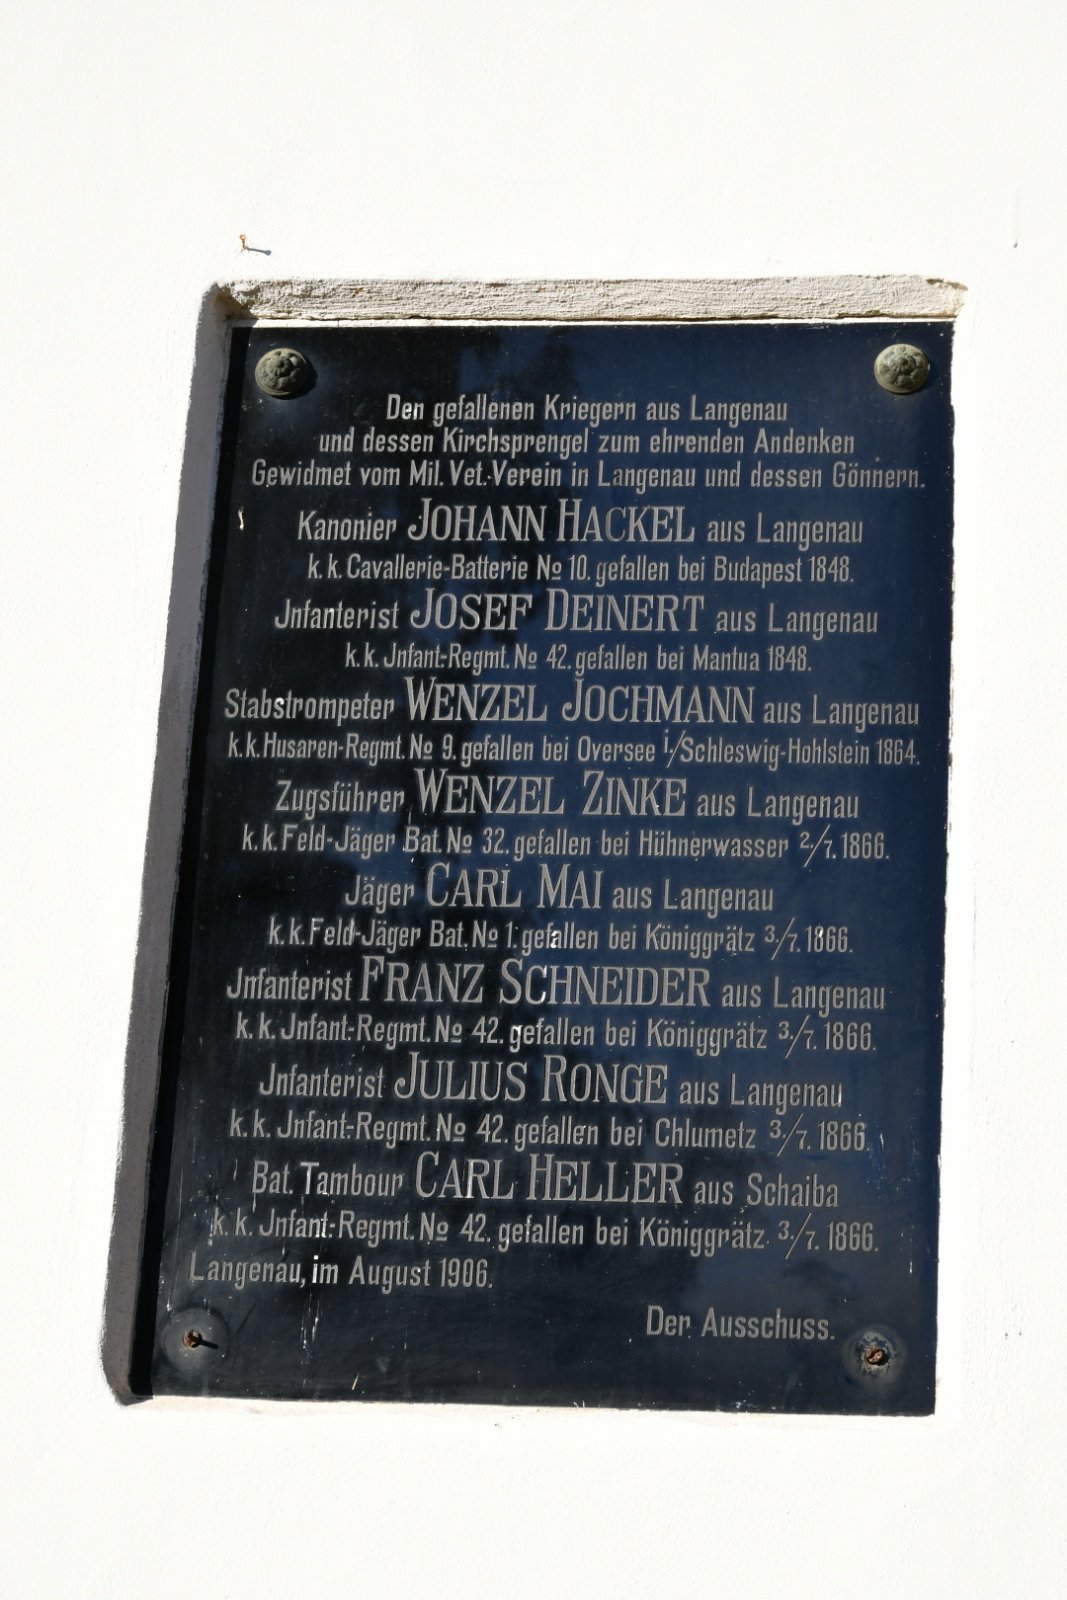 Den gefallenen Kriegern aus Langenau
und dessen Kirchsprengel zum ehrenden Andenken
Gewidmet vom Mil. Vet.-Verein in Langenau und dessen Gönnern.
Kanonier JOHANN HACKEL aus Langenau
k. k. Cavallerie-Batterie No 10. gefallen bei Budapest 1848.
Jnfanterist JOSEF DEINERT aus Langenau
k. k. Jnfant.-Regmt. No 42. gefallen bei Mantua 1848.
Stabstrompeter WENZEL JOCHMANN aus Langenau
k. k. Husaren-Regmt. No 9. gefallen bei Oversee i./Schleswig-Hohlstein 1864.
Zugsführer WENZEL ZINKE aus Langenau
k. k. Feld-Jäger Bat. No 32. gefallen bei Hühnerwasser 2./7. 1866.
Jäger CARL MAI aus Langenau
k. k. Feld-Jäger Bat. No 1. gefallen bei Königgrätz 3./7. 1866.
Jnfanterist FRANZ SCHNEIDER aus Langenau
k. k. Jnfant.-Regmt. No 42. gefallen bei Königgrätz 3./7. 1866.
Jnfanterist JULIUS RONGE aus Langenau
k. k. Jnfant.-Regmt. No 42. gefallen bei Chlumetz 3./7. 1866.
Bat. Tambour CARL HELLER aus Schaiba
k. k. Jnfant.-Regmt. No 42. gefallen bei Königgrätz 3./7. 1866.
Langenau, im August 1906.
Der Ausschuss.